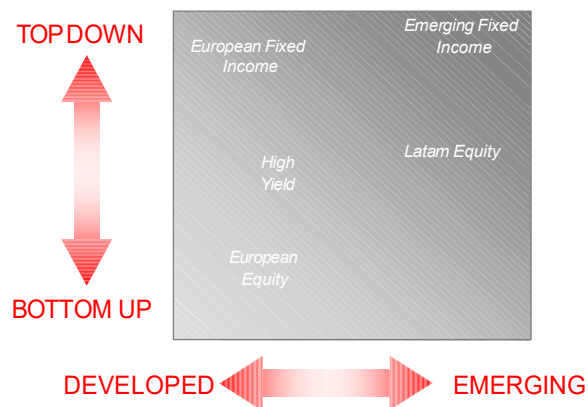 TOP DOWN
Emerging Fixed
Income
European Fixed
Income
Latam Equity
High
Yield
European
Equity
BOTTOM UP
DEVELOPED
EMERGING